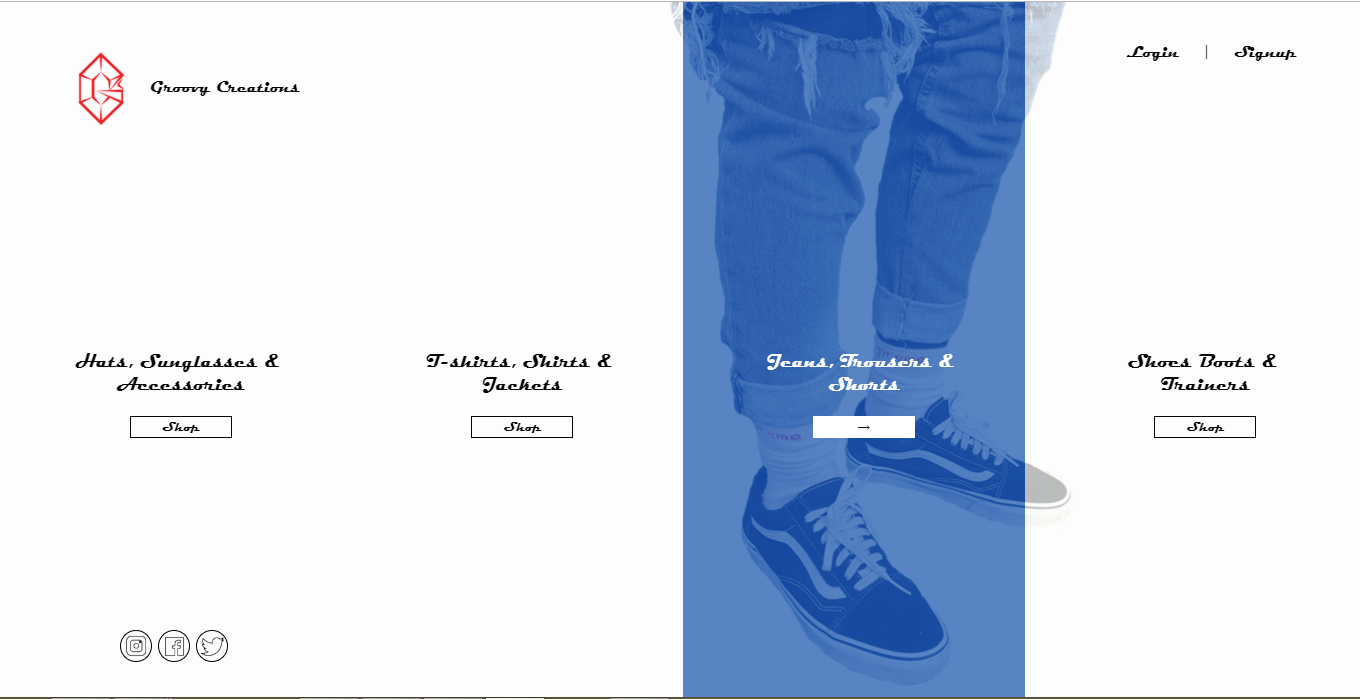 Groovy Creations
Login | Signup
Hats, Sunglasses &
Accessories
Shop
T-shirts, Shirts &
Jackets
Shop
Jeans, Trousers &
Shorts
→
Shoes Boots &
Trainers
Shop